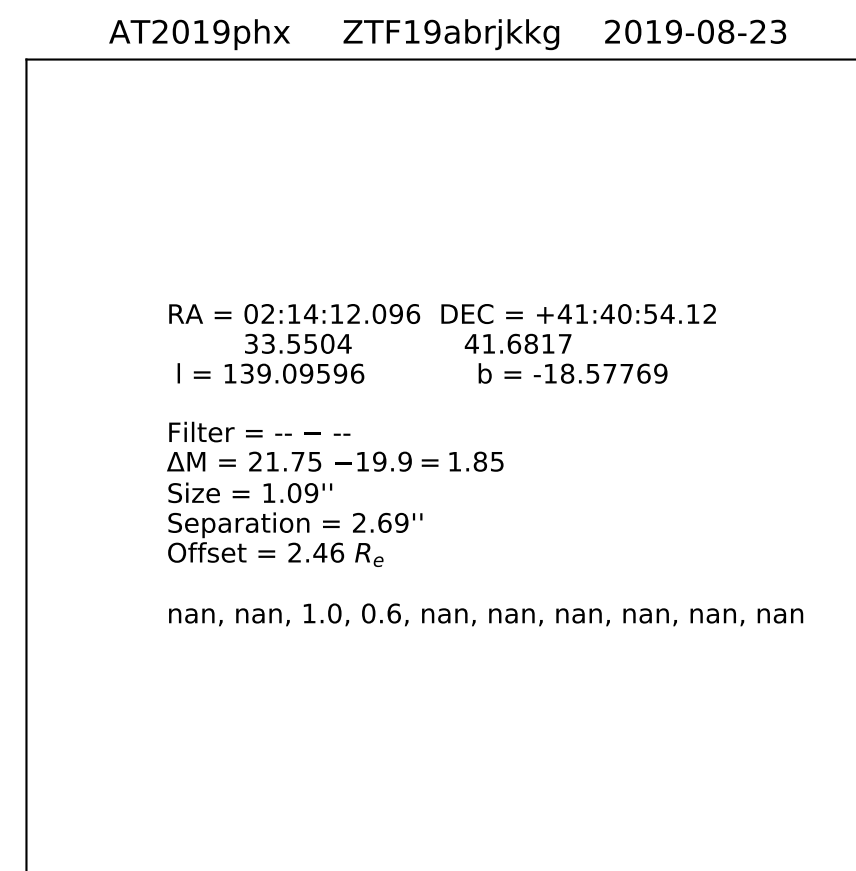 AT2019phx ZTF19abrjkkg 2019-08-23
RA = 02:14:12.096 DEC = +41:40:54.12
33.5504 41.6817
l = 139.09596 b = -18.57769
Filter = -- − --
ΔM = 21.75 −19.9 = 1.85
Size = 1.09''
Separation = 2.69''
Offset = 2.46 Rₑ
nan, nan, 1.0, 0.6, nan, nan, nan, nan, nan, nan